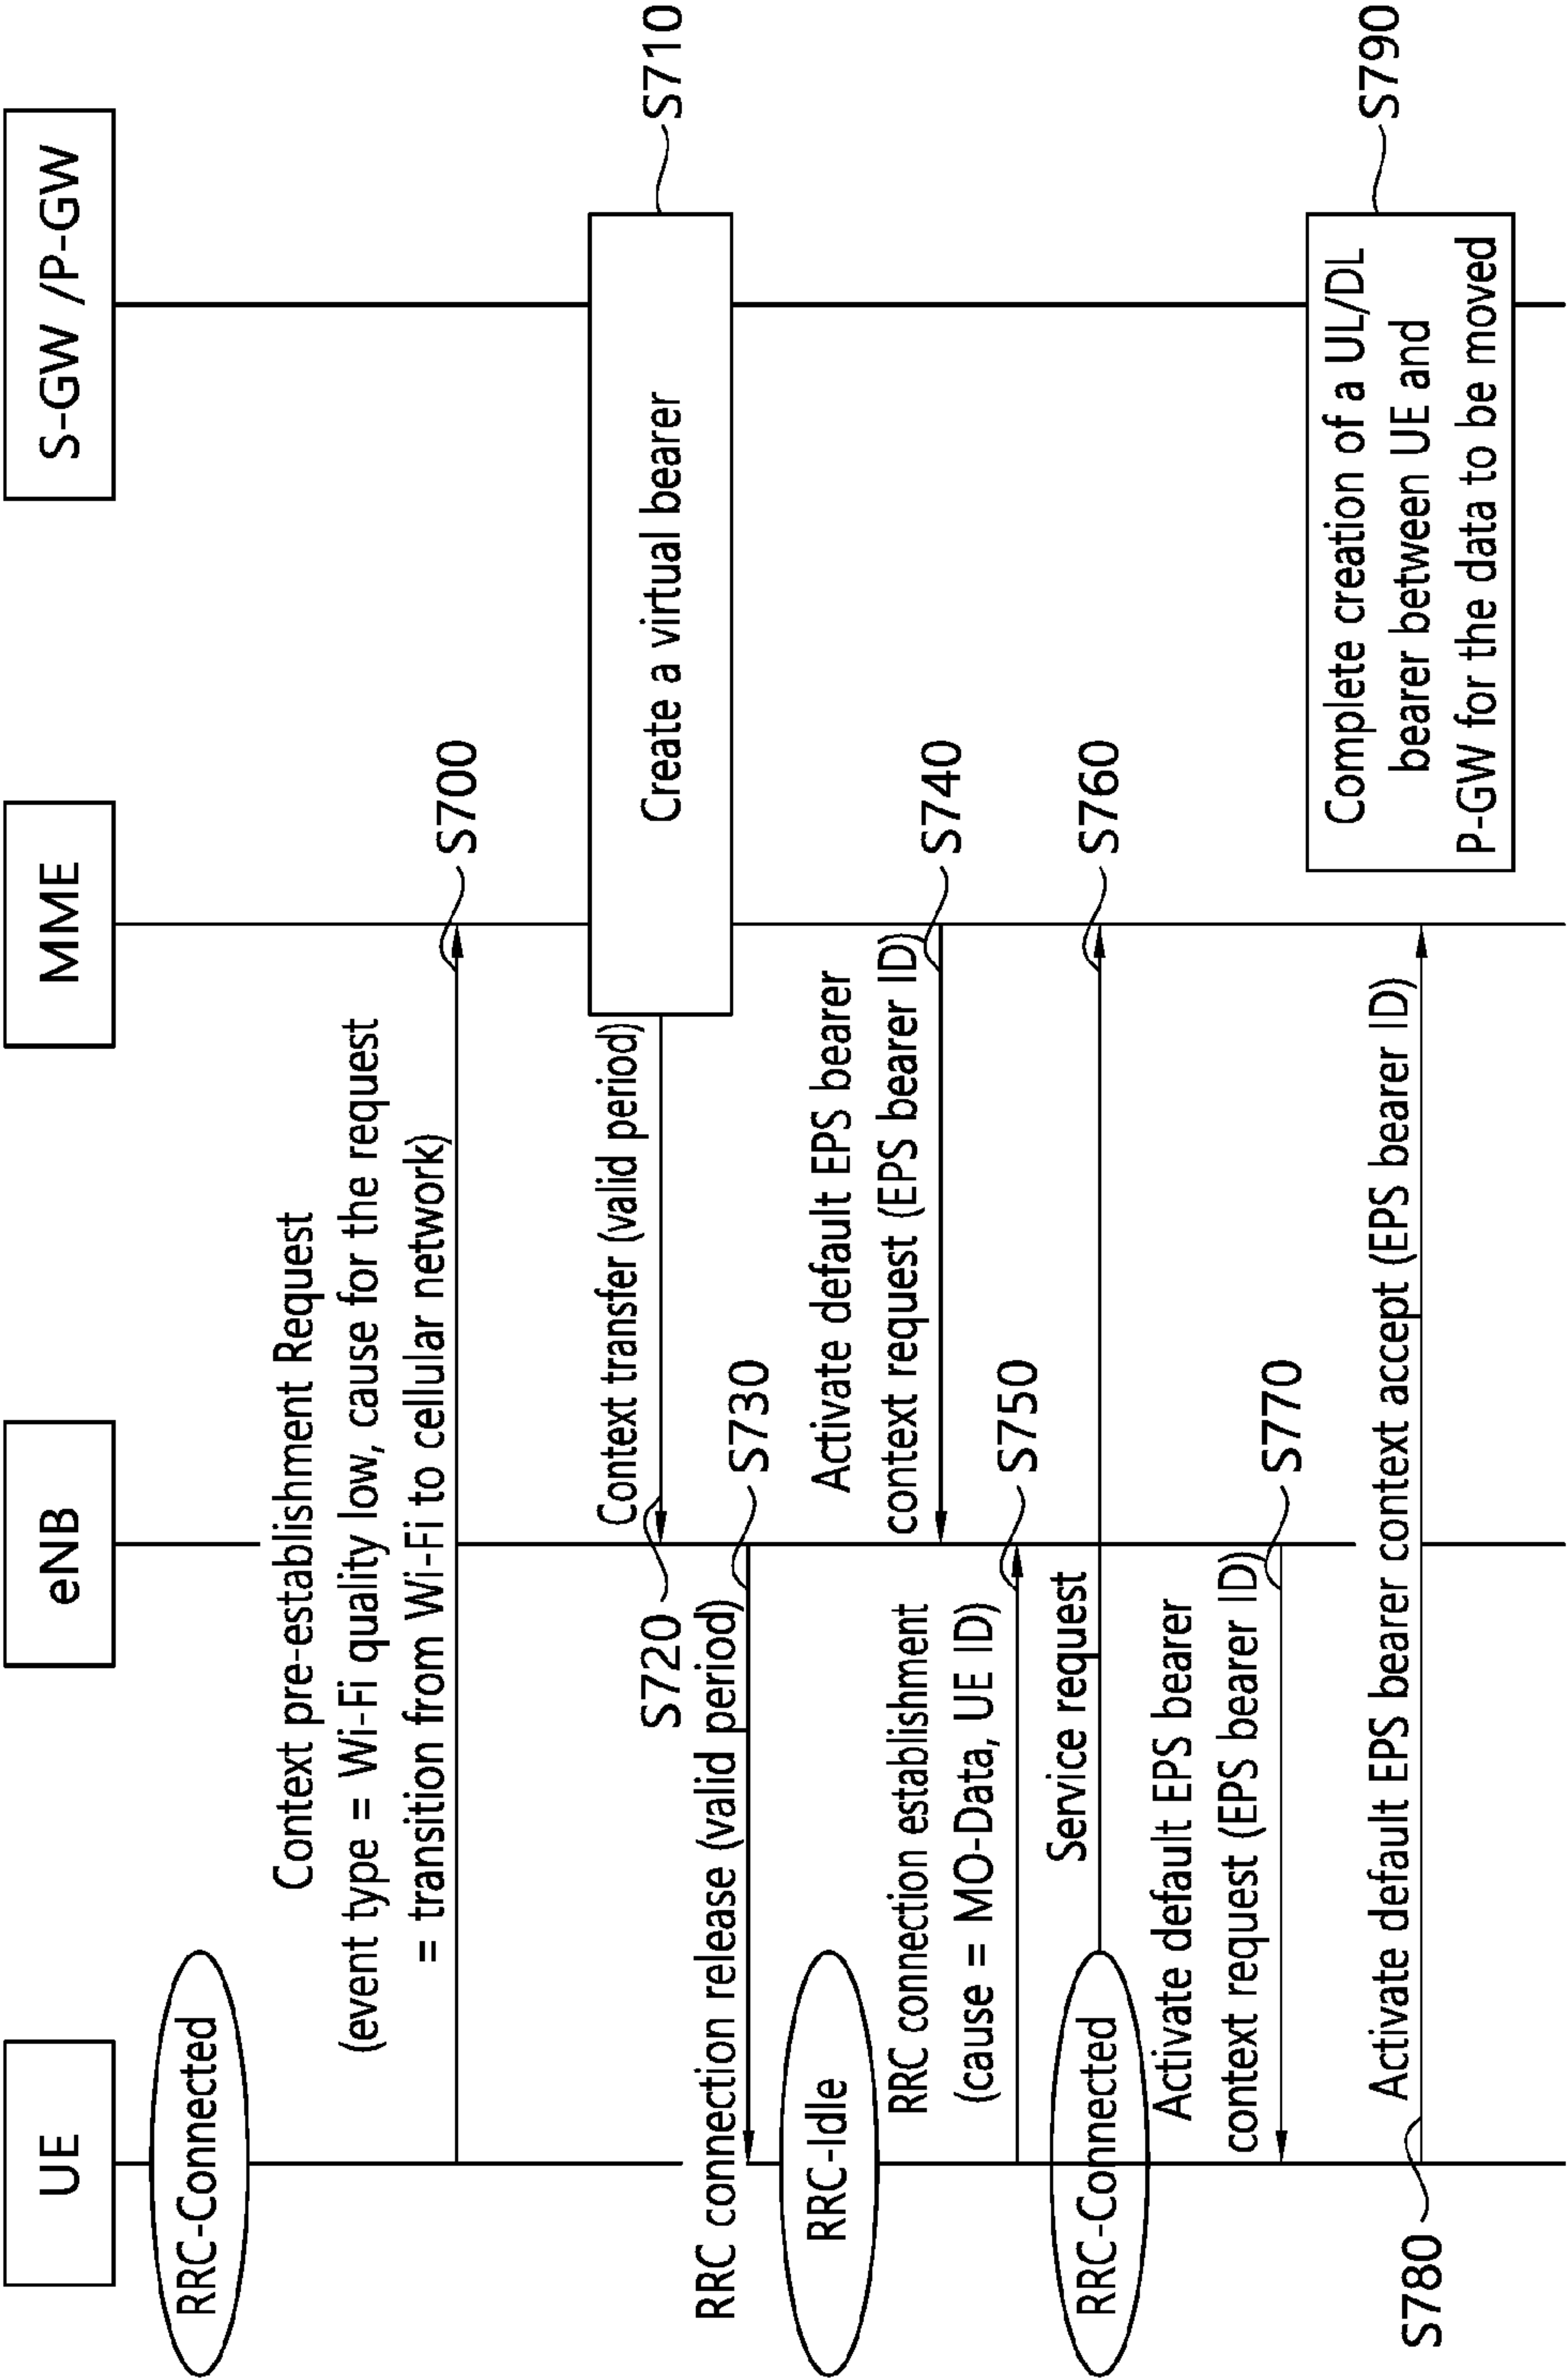 UE
eNB
MME
S-GW /P-GW
RRC-Connected
Context pre-establishment Request
(event type = Wi-Fi quality low, cause for the request
= transition from Wi-Fi to cellular network)
S700
Create a virtual bearer
S710
Context transfer (valid period)
S720
RRC connection release (valid period)
S730
RRC-Idle
Activate default EPS bearer
context request (EPS bearer ID)
S740
RRC connection establishment
(cause = MO-Data, UE ID)
S750
RRC-Connected
Service request
S760
Activate default EPS bearer
context request (EPS bearer ID)
S770
Activate default EPS bearer context accept (EPS bearer ID)
S780
Complete creation of a UL/DL
bearer between UE and
P-GW for the data to be moved
S790